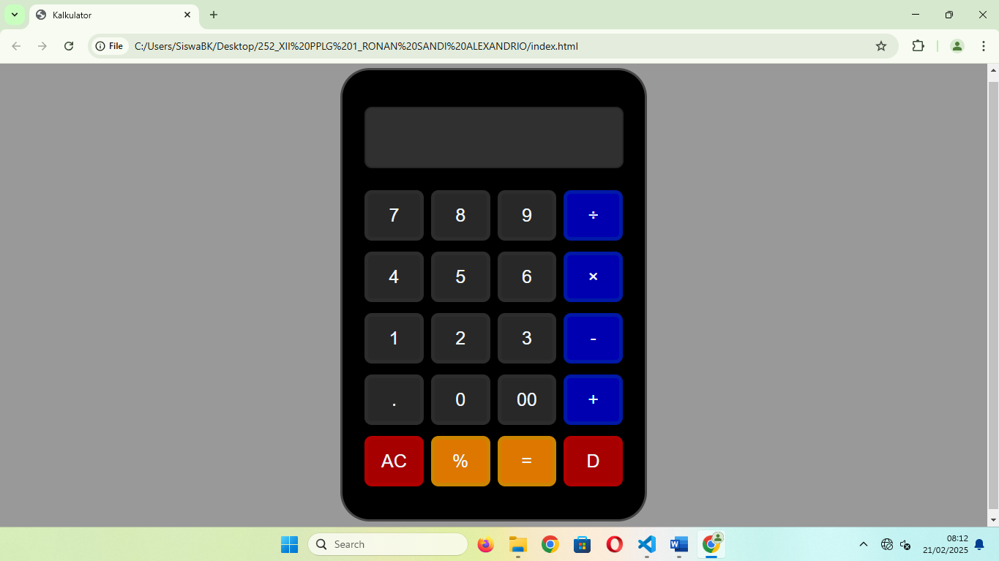 Kalkulator
File C:/Users/SiswaBK/Desktop/252_XII%20PPLG%201_RONAN%20SANDI%20ALEXANDRIO/index.html
7 8 9 ÷
4 5 6 ×
1 2 3 -
. 0 00 +
AC % = D
Search
08:12
21/02/2025